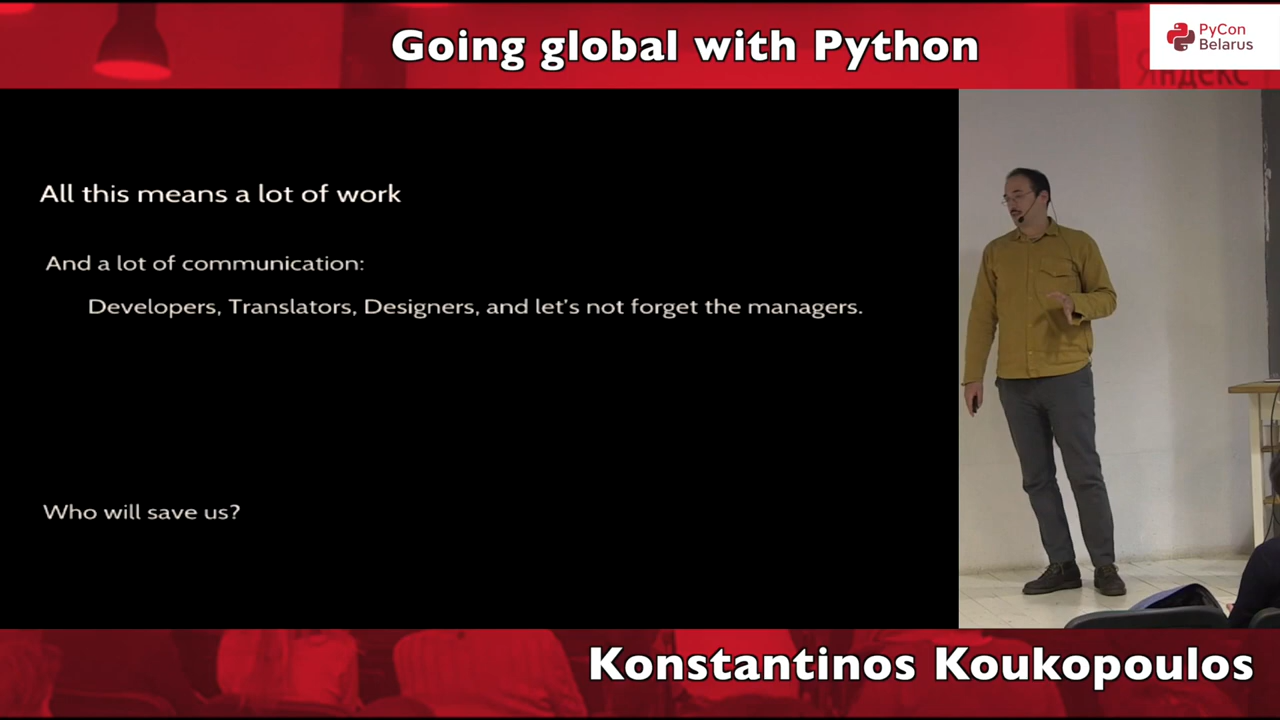 Going global with Python
PyCon
Belarus
Яндекс
All this means a lot of work
And a lot of communication:
Developers, Translators, Designers, and let's not forget the managers.
Who will save us?
Konstantinos Koukopoulos